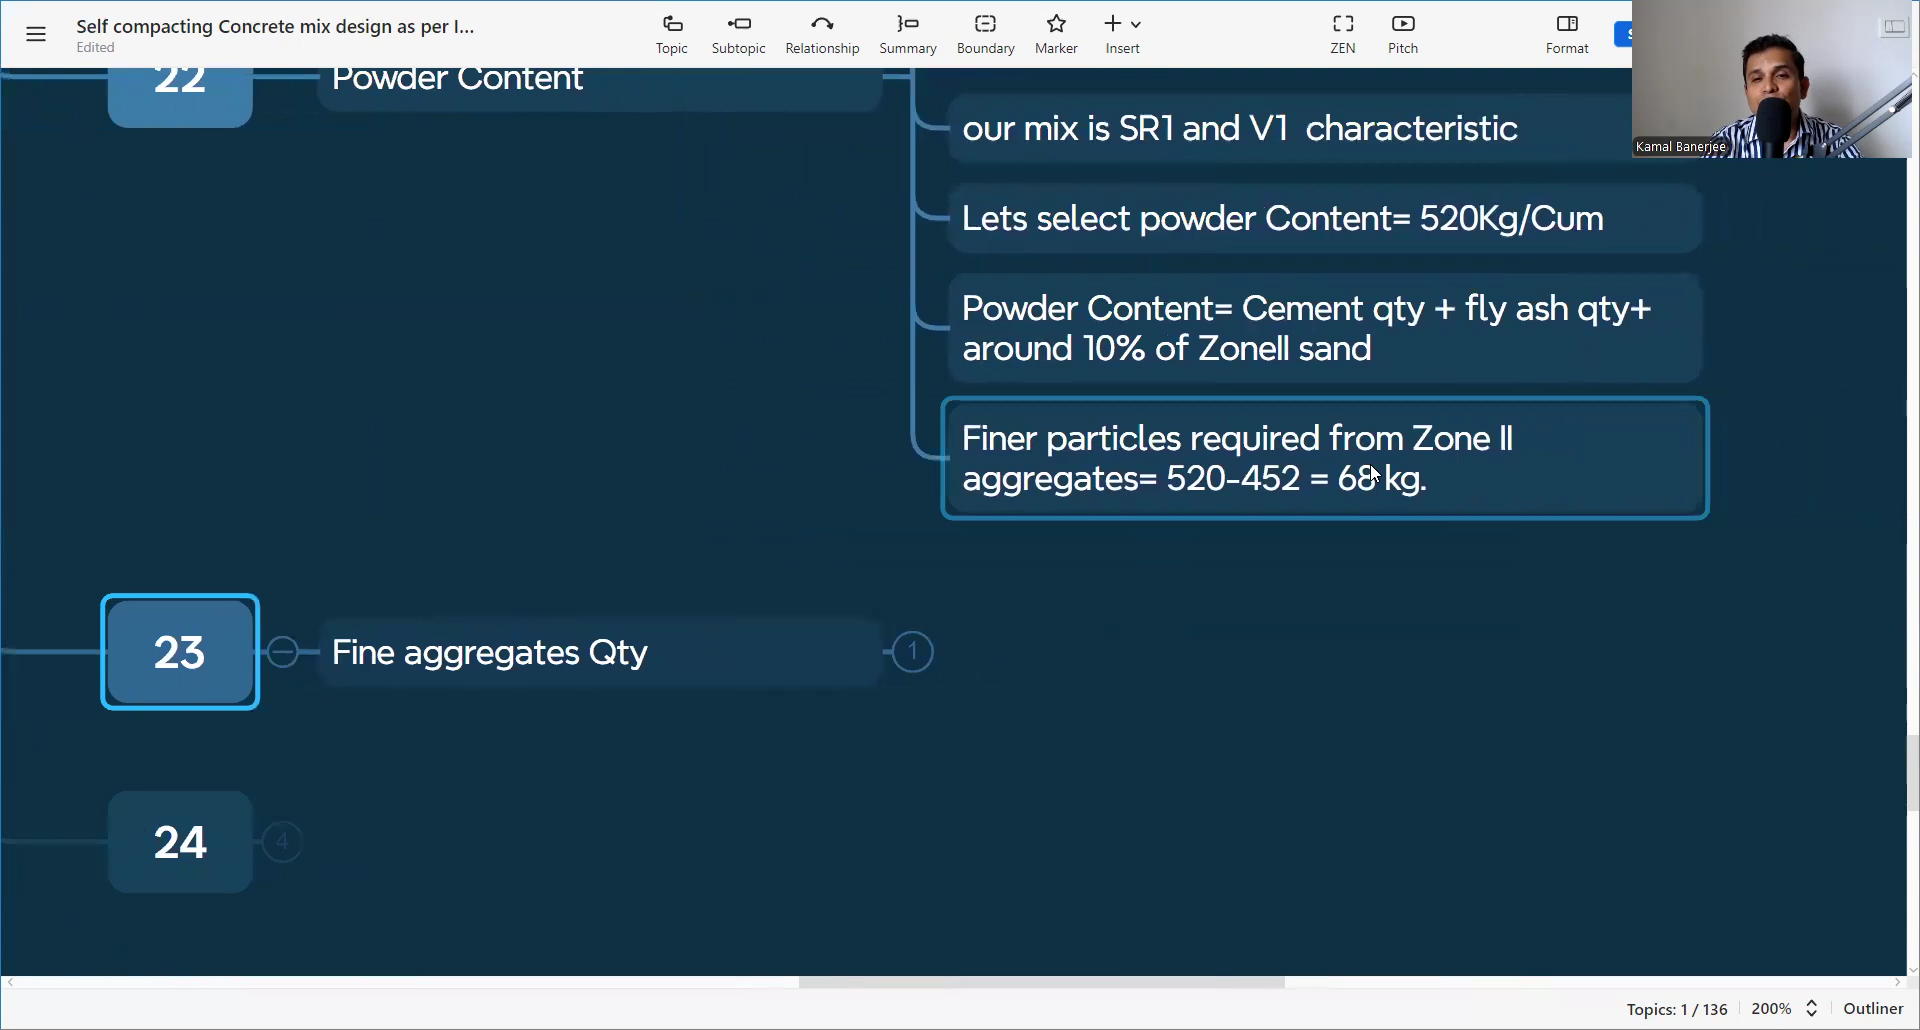 Self compacting Concrete mix design as per I...
Edited
Topic
Subtopic
Relationship
Summary
Boundary
Marker
Insert
ZEN
Pitch
Format
S
Kamal Banerjee
22
Powder Content
our mix is SR1 and V1 characteristic
Lets select powder Content= 520Kg/Cum
Powder Content= Cement qty + fly ash qty+
around 10% of ZoneII sand
Finer particles required from Zone II
aggregates= 520-452 = 68 kg.
23
Fine aggregates Qty
1
24
4
Topics: 1 / 136
200%
Outliner